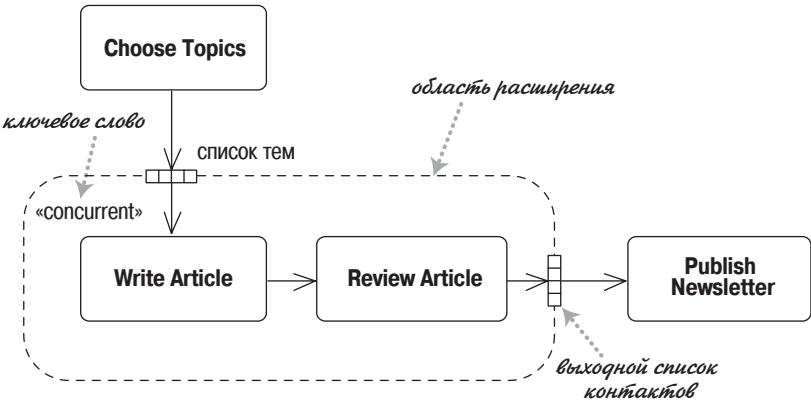 Choose Topics
область расширения
ключевое слово
список тем
«concurrent»
Write Article
Review Article
Publish
Newsletter
выходной список
контактов